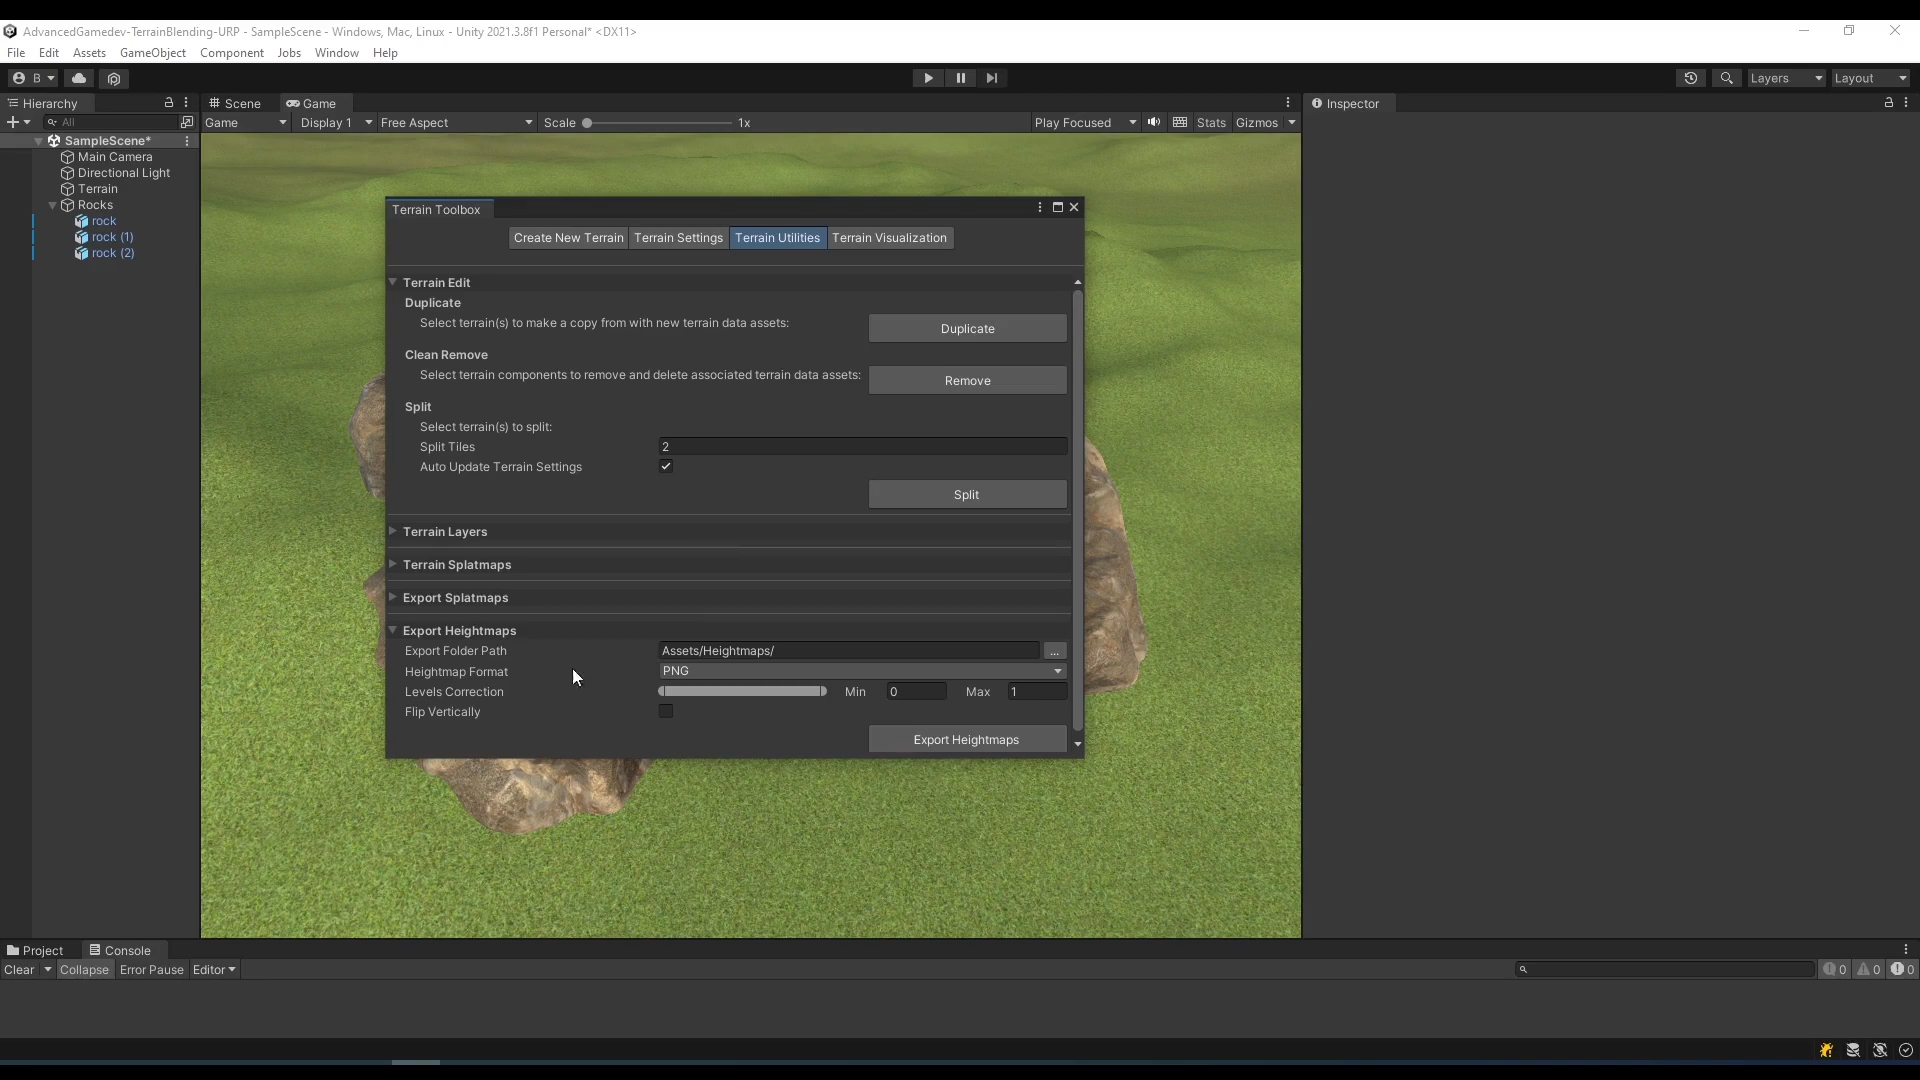 AdvancedGamedev-TerrainBlending-URP - SampleScene - Windows, Mac, Linux - Unity 2021.3.8f1 Personal* <DX11>
File Edit Assets GameObject Component Jobs Window Help
B Layers Layout
Hierarchy Scene Game Inspector
All Game Display 1 Free Aspect Scale 1x Play Focused Stats Gizmos
SampleScene*
Main Camera
Directional Light
Terrain
Rocks
rock
rock (1)
rock (2)
Terrain Toolbox
Create New Terrain Terrain Settings Terrain Utilities Terrain Visualization
Terrain Edit
Duplicate
Select terrain(s) to make a copy from with new terrain data assets: Duplicate
Clean Remove
Select terrain components to remove and delete associated terrain data assets: Remove
Split
Select terrain(s) to split:
Split Tiles 2
Auto Update Terrain Settings
Split
Terrain Layers
Terrain Splatmaps
Export Splatmaps
Export Heightmaps
Export Folder Path Assets/Heightmaps/ ...
Heightmap Format PNG
Levels Correction Min 0 Max 1
Flip Vertically
Export Heightmaps
Project Console
Clear Collapse Error Pause Editor 0 0 0